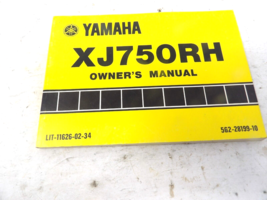 YAMAHA
XJ750RH
OWNER'S MANUAL
LIT-11626-02-34
5G2-28199-10